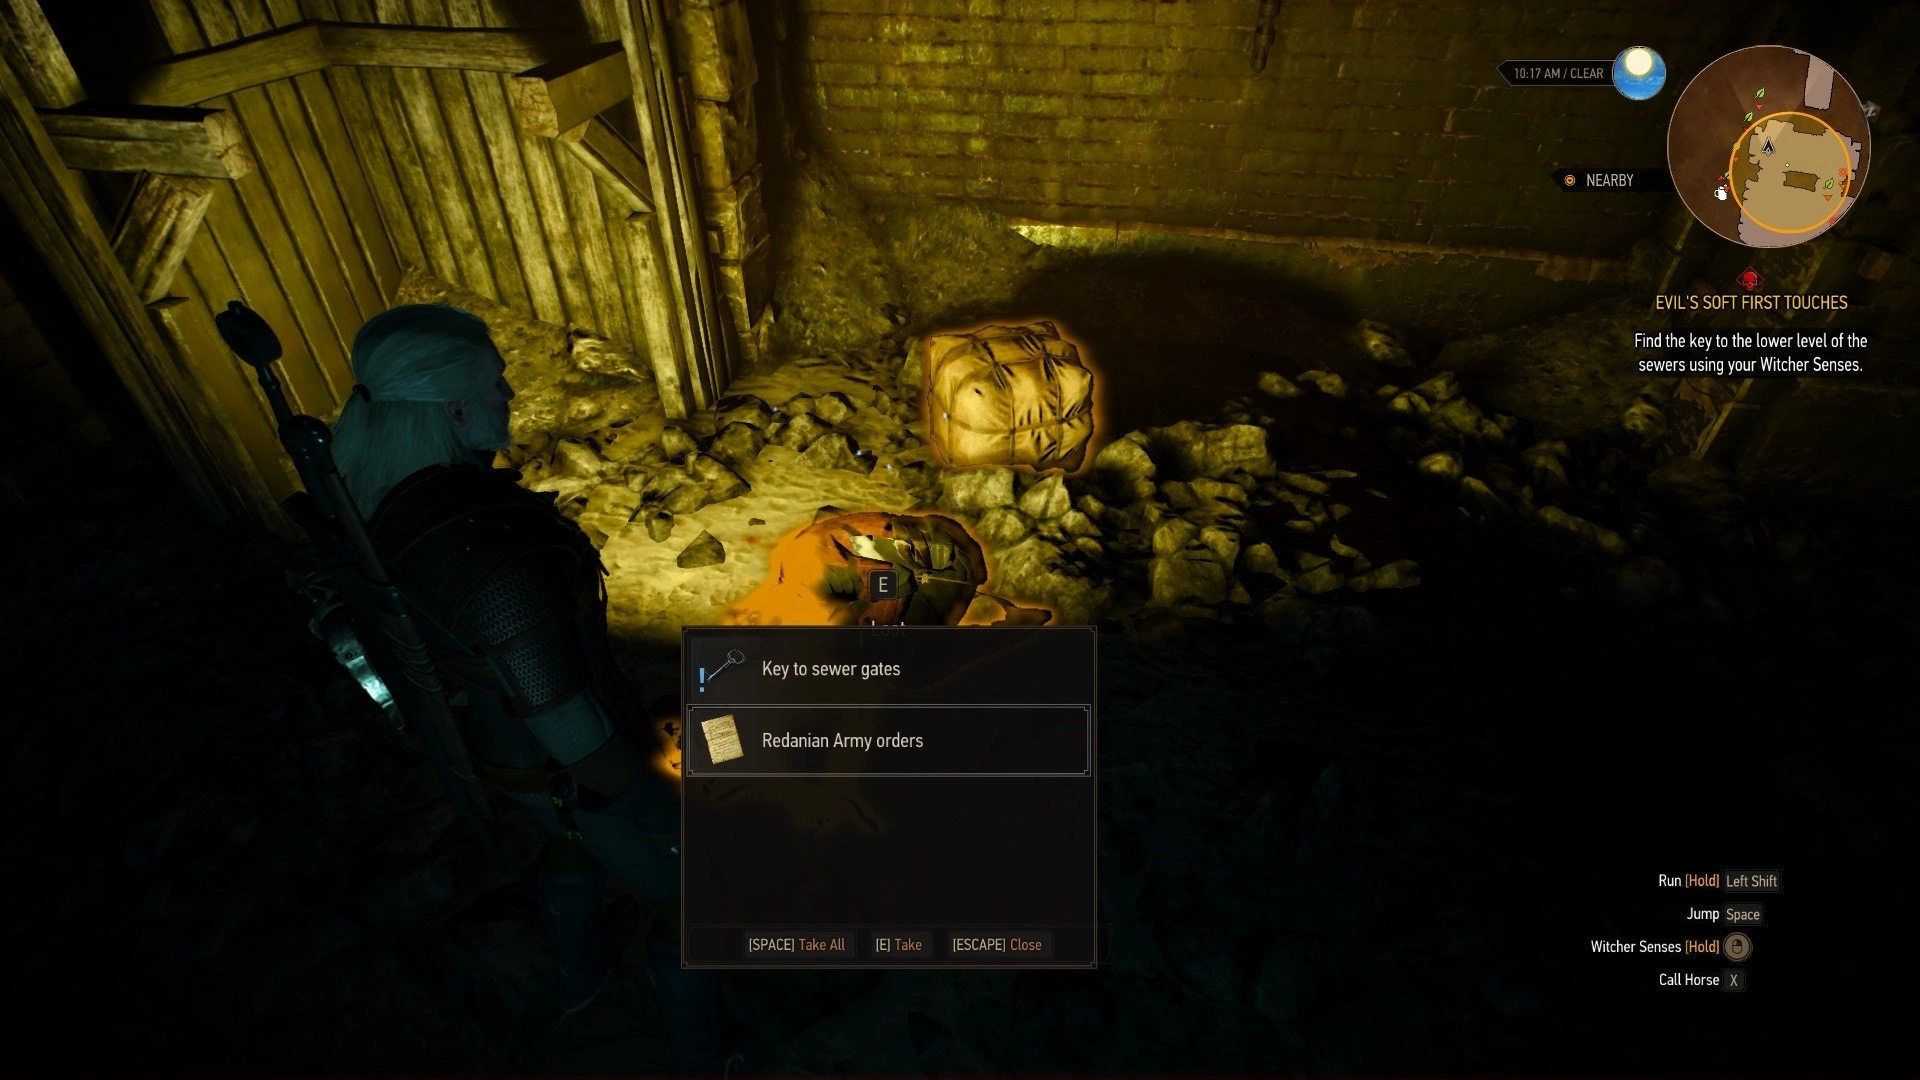 10:17 AM / CLEAR
NEARBY
EVIL'S SOFT FIRST TOUCHES
Find the key to the lower level of the
sewers using your Witcher Senses.
E
Loot
Key to sewer gates
Redanian Army orders
[SPACE] Take All [E] Take [ESCAPE] Close
Run [Hold] Left Shift
Jump Space
Witcher Senses [Hold]
Call Horse X